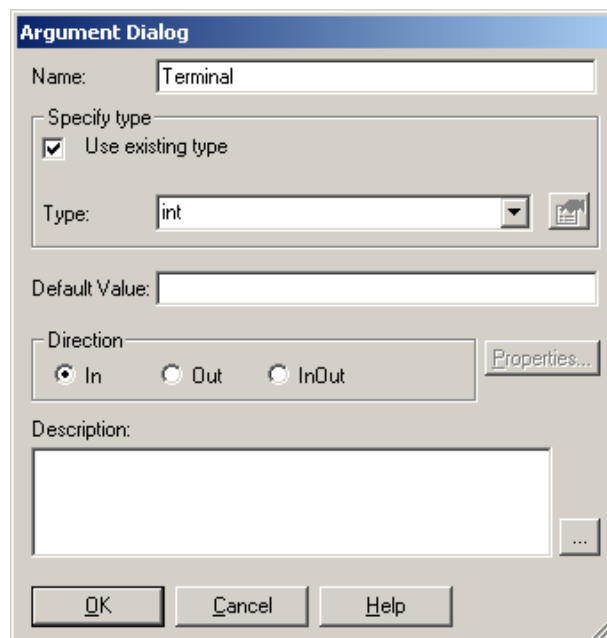 Argument Dialog
Name: Terminal
Specify type
Use existing type
Type: int
Default Value:
Direction
In Out InOut
Properties...
Description:
...
OK Cancel Help